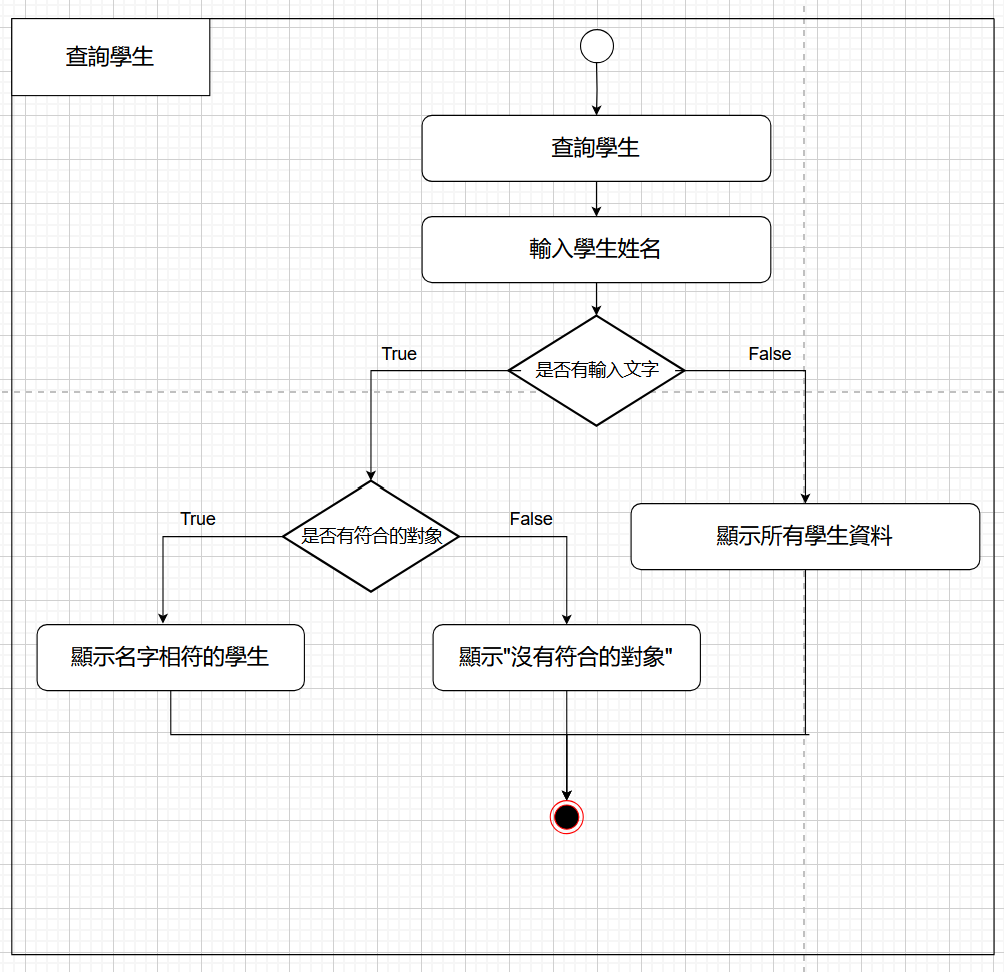 查詢學生
查詢學生
輸入學生姓名
True
是否有輸入文字
False
True
是否有符合的對象
False
顯示所有學生資料
顯示名字相符的學生
顯示"沒有符合的對象"